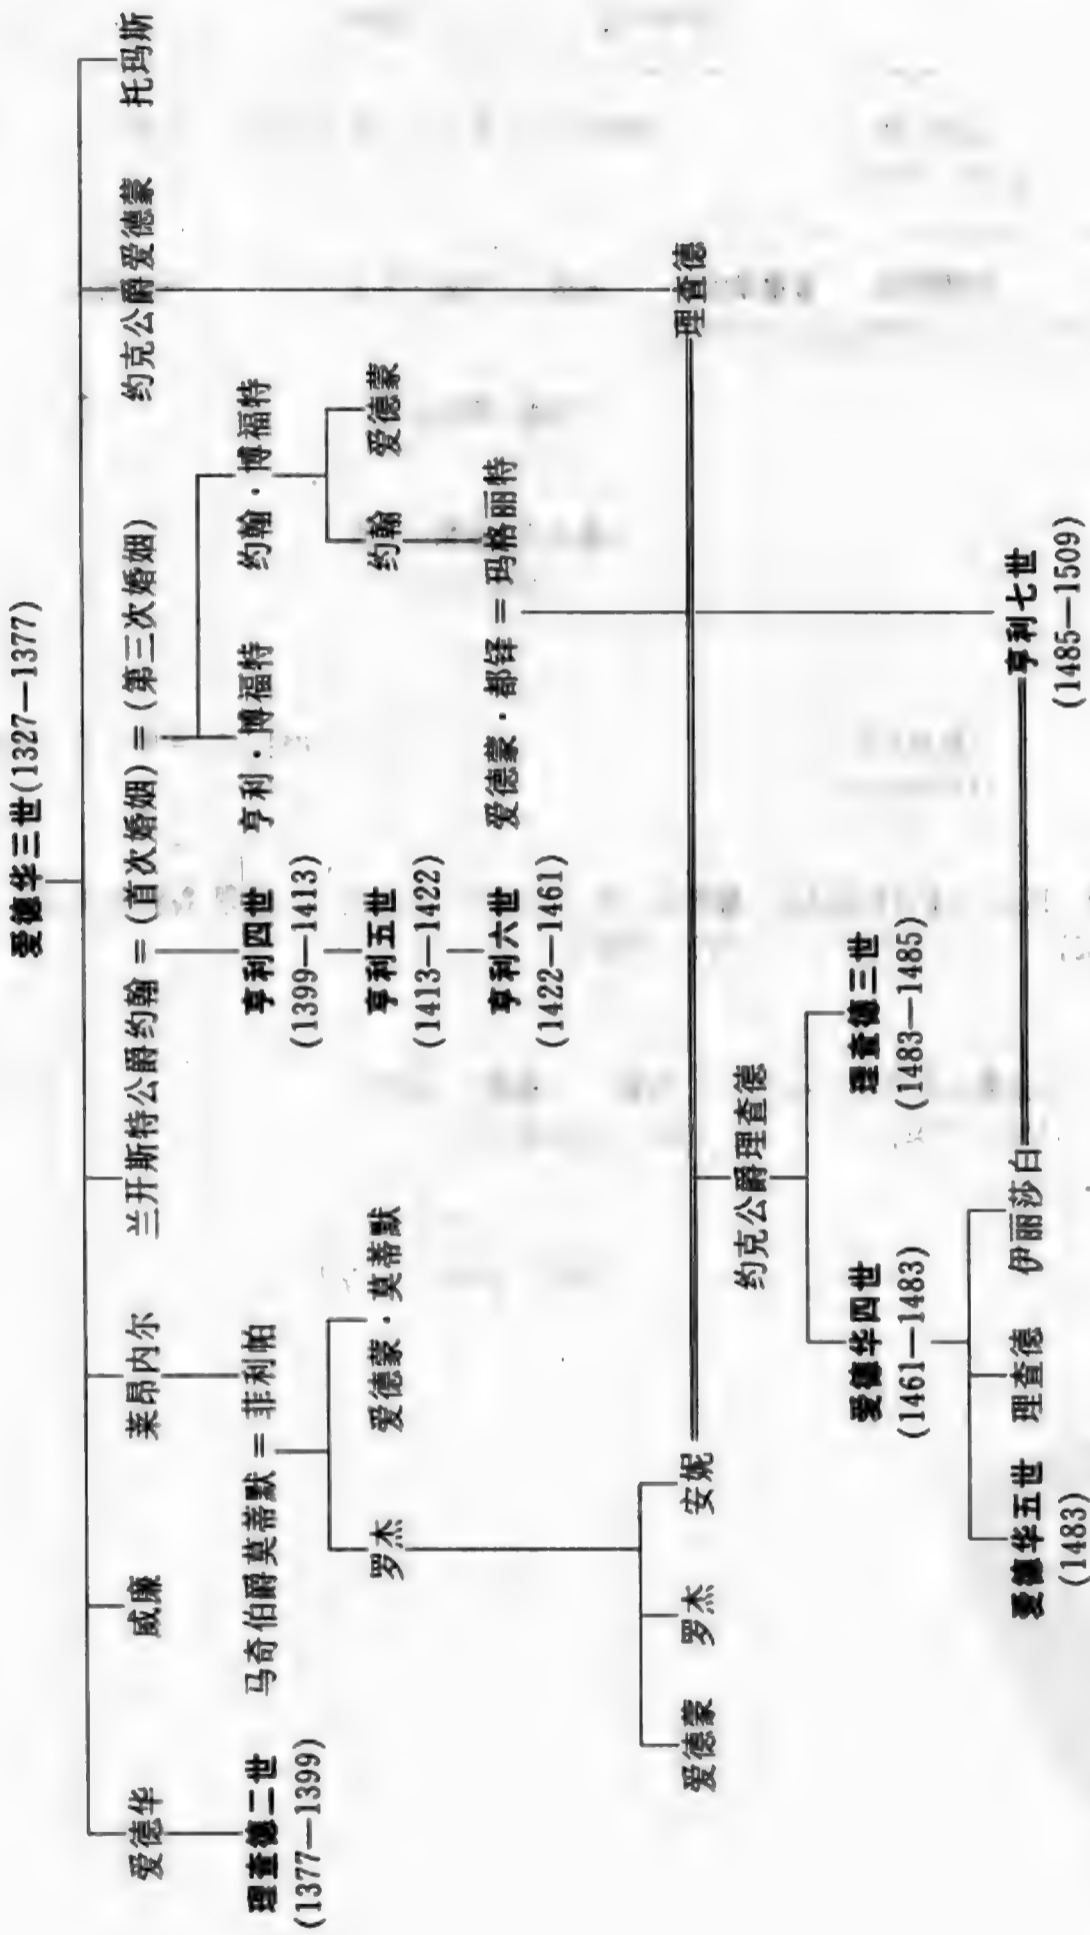 爱德华三世(1327—1377)
爱德华
威廉
莱昂内尔
兰开斯特公爵约翰=(首次婚姻)=(第三次婚姻)
约克公爵爱德蒙
托玛斯
理查德二世
(1377—1399)
马奇伯爵莫蒂默=菲利帕
亨利四世
(1399—1413)
亨利·博福特
约翰·博福特
罗杰
爱德蒙·莫蒂默
亨利五世
(1413—1422)
约翰
爱德蒙
亨利六世
(1422—1461)
爱德蒙·都铎=玛格丽特
爱德蒙
罗杰
安妮
理查德
约克公爵理查德
爱德华四世
(1461—1483)
理查德三世
(1483—1485)
爱德华五世
(1483)
理查德
伊丽莎白
亨利七世
(1485—1509)